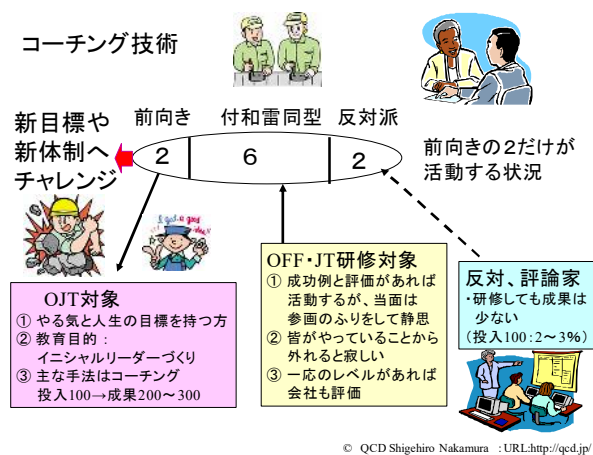 コーチング技術
新目標や
新体制へ
チャレンジ
前向き 付和雷同型 反対派
2 6 2
前向きの2だけが
活動する状況
I got a good
idea!!
OJT対象
① やる気と人生の目標を持つ方
② 教育目的:
イニシャルリーダーづくり
③ 主な手法はコーチング
投入100→成果200~300
OFF・JT研修対象
① 成功例と評価があれば
活動するが、当面は
参画のふりをして静思
② 皆がやっていることから
外れると寂しい
③ 一応のレベルがあれば
会社も評価
反対、評論家
・研修しても成果は
少ない
(投入100:2~3%)
© QCD Shigehiro Nakamura :URL:http://qcd.jp/